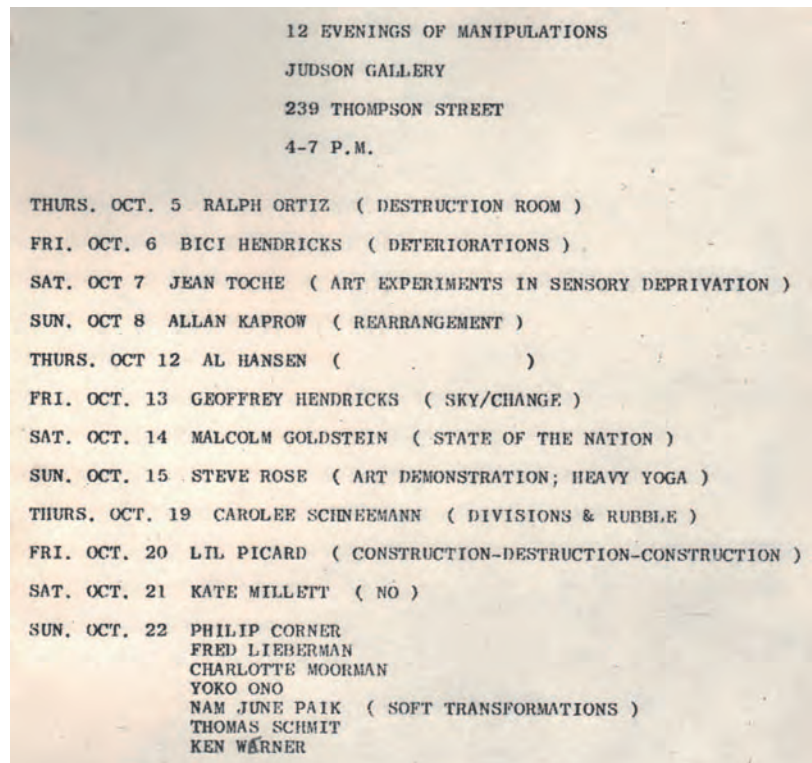 12 EVENINGS OF MANIPULATIONS
JUDSON GALLERY
239 THOMPSON STREET
4-7 P.M.
THURS. OCT. 5 RALPH ORTIZ ( DESTRUCTION ROOM )
FRI. OCT. 6 BICI HENDRICKS ( DETERIORATIONS )
SAT. OCT 7 JEAN TOCHE ( ART EXPERIMENTS IN SENSORY DEPRIVATION )
SUN. OCT 8 ALLAN KAPROW ( REARRANGEMENT )
THURS. OCT 12 AL HANSEN ( )
FRI. OCT. 13 GEOFFREY HENDRICKS ( SKY/CHANGE )
SAT. OCT. 14 MALCOLM GOLDSTEIN ( STATE OF THE NATION )
SUN. OCT. 15 STEVE ROSE ( ART DEMONSTRATION; HEAVY YOGA )
THURS. OCT. 19 CAROLEE SCHNEEMANN ( DIVISIONS & RUBBLE )
FRI. OCT. 20 LIL PICARD ( CONSTRUCTION-DESTRUCTION-CONSTRUCTION )
SAT. OCT. 21 KATE MILLETT ( NO )
SUN. OCT. 22 PHILIP CORNER
FRED LIEBERMAN
CHARLOTTE MOORMAN
YOKO ONO
NAM JUNE PAIK ( SOFT TRANSFORMATIONS )
THOMAS SCHMIT
KEN WARNER